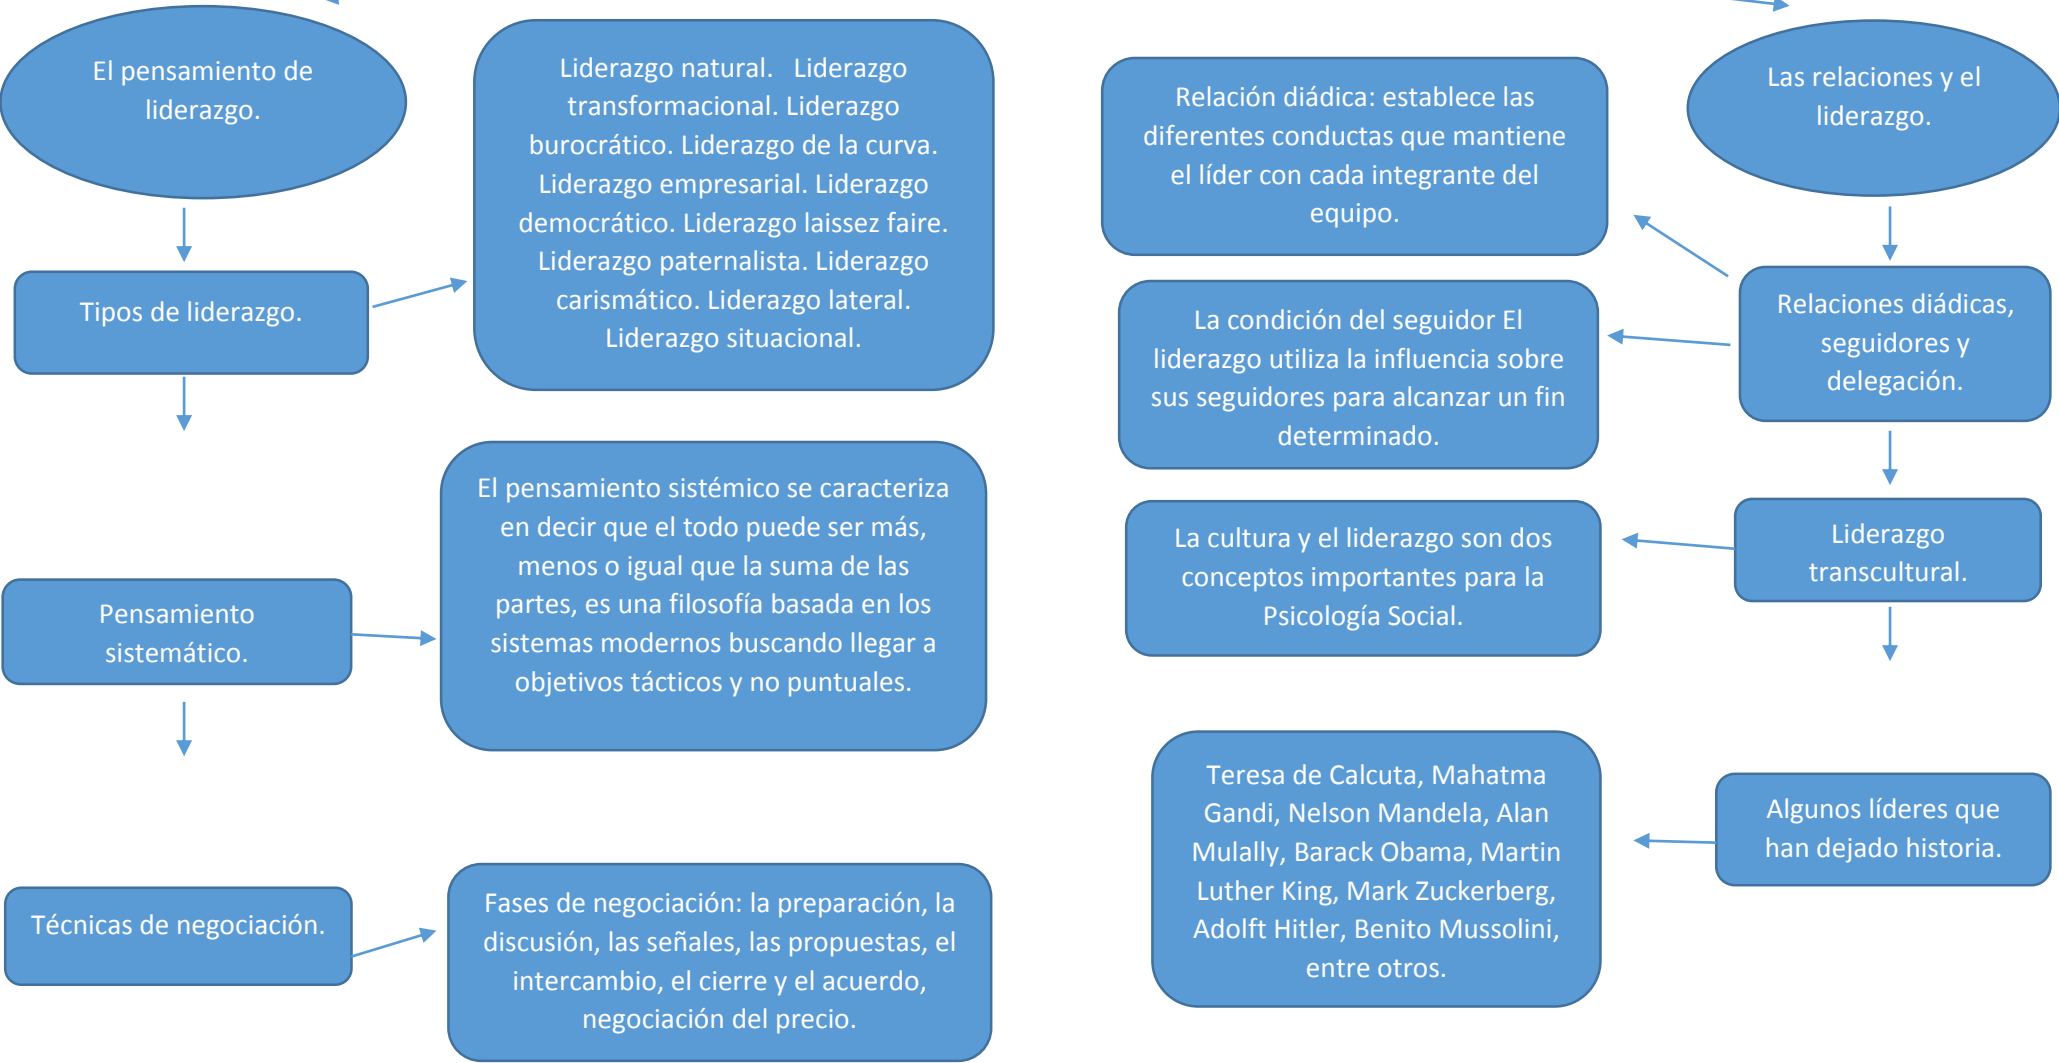 El pensamiento de
liderazgo.
Tipos de liderazgo.
Liderazgo natural.   Liderazgo
transformacional. Liderazgo
burocrático. Liderazgo de la curva.
Liderazgo empresarial. Liderazgo
democrático. Liderazgo laissez faire.
Liderazgo paternalista. Liderazgo
carismático. Liderazgo lateral.
Liderazgo situacional.
Pensamiento
sistemático.
El pensamiento sistémico se caracteriza
en decir que el todo puede ser más,
menos o igual que la suma de las
partes, es una filosofía basada en los
sistemas modernos buscando llegar a
objetivos tácticos y no puntuales.
Técnicas de negociación.
Fases de negociación: la preparación, la
discusión, las señales, las propuestas, el
intercambio, el cierre y el acuerdo,
negociación del precio.
Las relaciones y el
liderazgo.
Relaciones diádicas,
seguidores y
delegación.
Relación diádica: establece las
diferentes conductas que mantiene
el líder con cada integrante del
equipo.
La condición del seguidor El
liderazgo utiliza la influencia sobre
sus seguidores para alcanzar un fin
determinado.
Liderazgo
transcultural.
La cultura y el liderazgo son dos
conceptos importantes para la
Psicología Social.
Algunos líderes que
han dejado historia.
Teresa de Calcuta, Mahatma
Gandi, Nelson Mandela, Alan
Mulally, Barack Obama, Martin
Luther King, Mark Zuckerberg,
Adolft Hitler, Benito Mussolini,
entre otros.